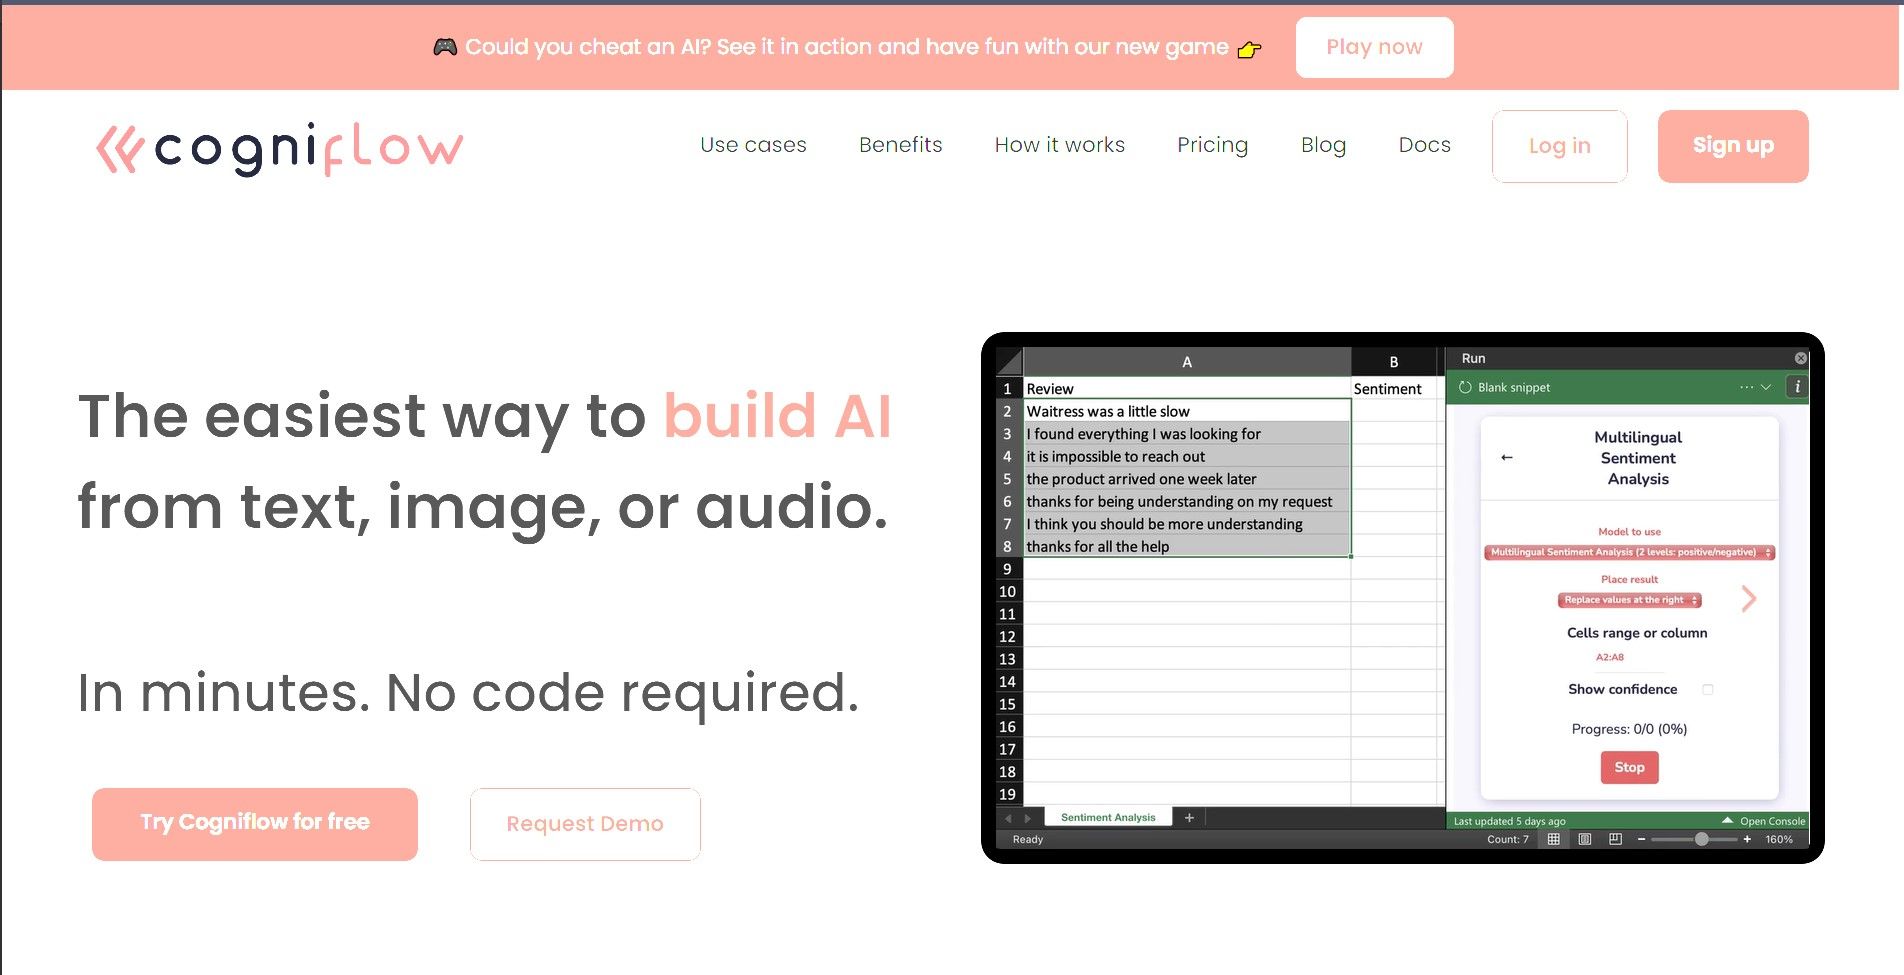 🎮 Could you cheat an AI? See it in action and have fun with our new game 👉 Play now
cogniflow
Use cases Benefits How it works Pricing Blog Docs Log in Sign up
The easiest way to build AI
from text, image, or audio.
In minutes. No code required.
Try Cogniflow for free Request Demo
A B
1 Review Sentiment
2 Waitress was a little slow
3 I found everything I was looking for
4 it is impossible to reach out
5 the product arrived one week later
6 thanks for being understanding on my request
7 I think you should be more understanding
8 thanks for all the help
9
10
11
12
13
14
15
16
17
18
19
Sentiment Analysis +
Ready Count: 7 160%
Run
Blank snippet ... i
Multilingual
Sentiment
Analysis
Model to use
Multilingual Sentiment Analysis (2 levels: positive/negative)
Place result
Replace values at the right
Cells range or column
A2:A8
Show confidence
Progress: 0/0 (0%)
Stop
Last updated 5 days ago Open Console